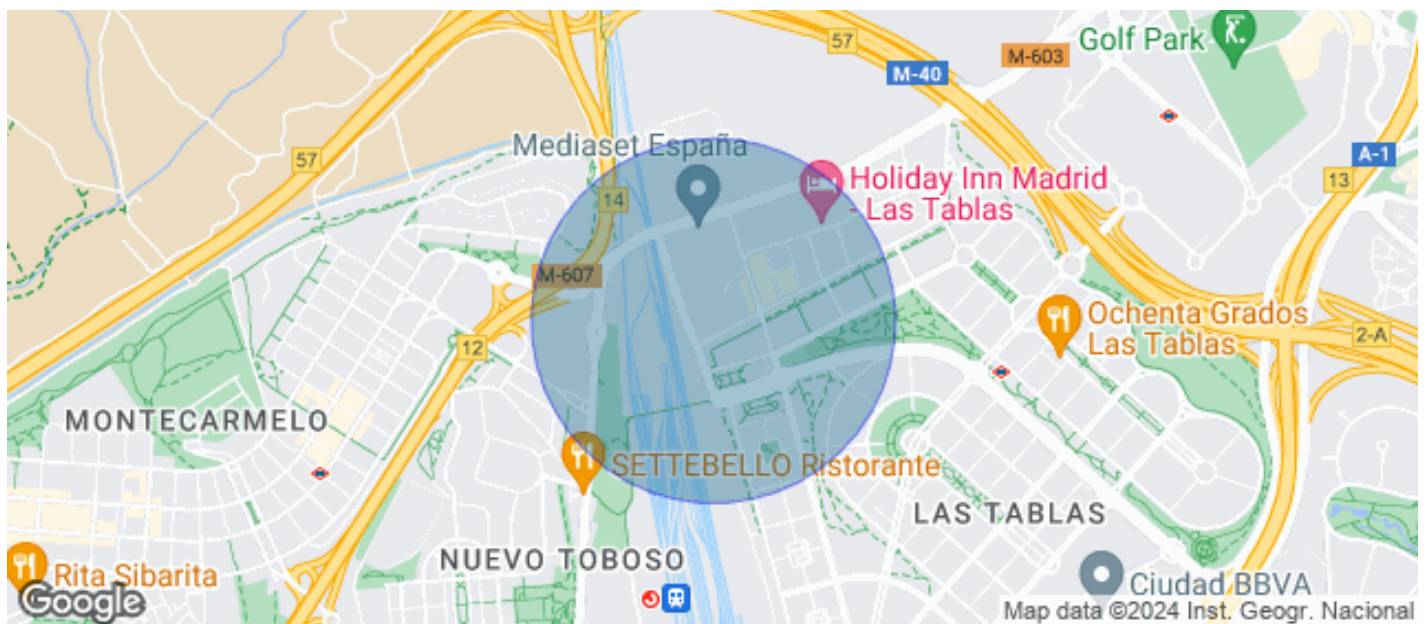 Golf Park
57
M-603
M-40
Mediaset España
A-1
57
Holiday Inn Madrid
- Las Tablas
13
14
M-607
Ochenta Grados
Las Tablas
2-A
12
MONTECARMELO
SETTEBELLO Ristorante
LAS TABLAS
NUEVO TOBOSO
Rita Sibarita
Ciudad BBVA
Google
Map data ©2024 Inst. Geogr. Nacional